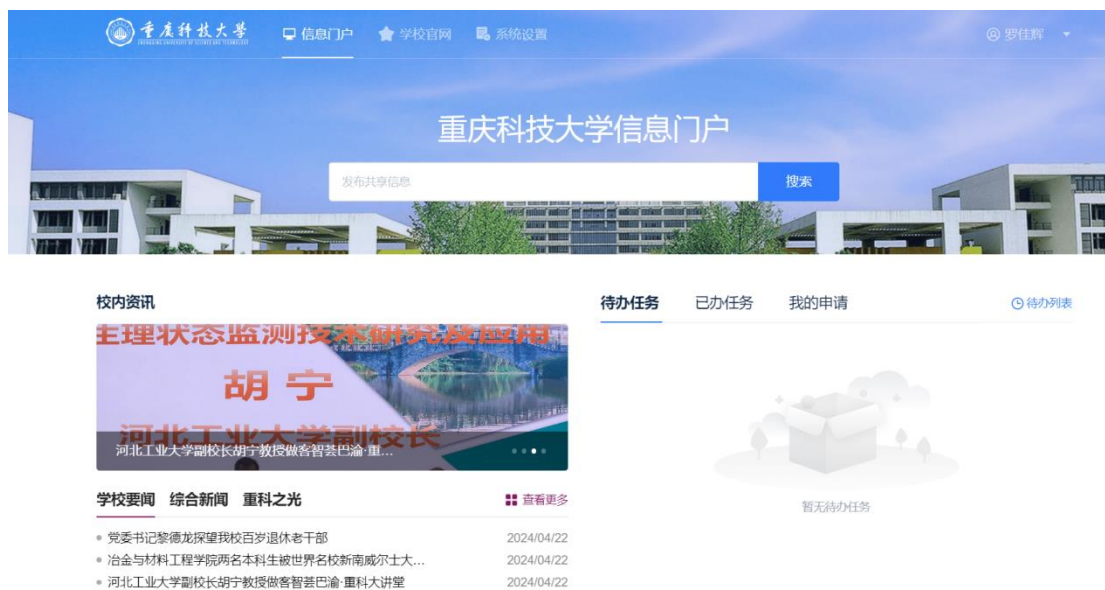 重庆科技大学 信息门户 学校官网 系统设置 罗佳辉
CHONGQING UNIVERSITY OF SCIENCE AND TECHNOLOGY
重庆科技大学信息门户
发布共享信息 搜索
校内资讯
生理状态监测技术研究及应用
胡 宁
河北工业大学副校长
河北工业大学副校长胡宁教授做客智荟巴渝·重...
待办任务 已办任务 我的申请 待办列表
暂无待办任务
学校要闻 综合新闻 重科之光 查看更多
党委书记黎德龙探望我校百岁退休老干部 2024/04/22
冶金与材料工程学院两名本科生被世界名校新南威尔士大... 2024/04/22
河北工业大学副校长胡宁教授做客智荟巴渝·重科大讲堂 2024/04/22